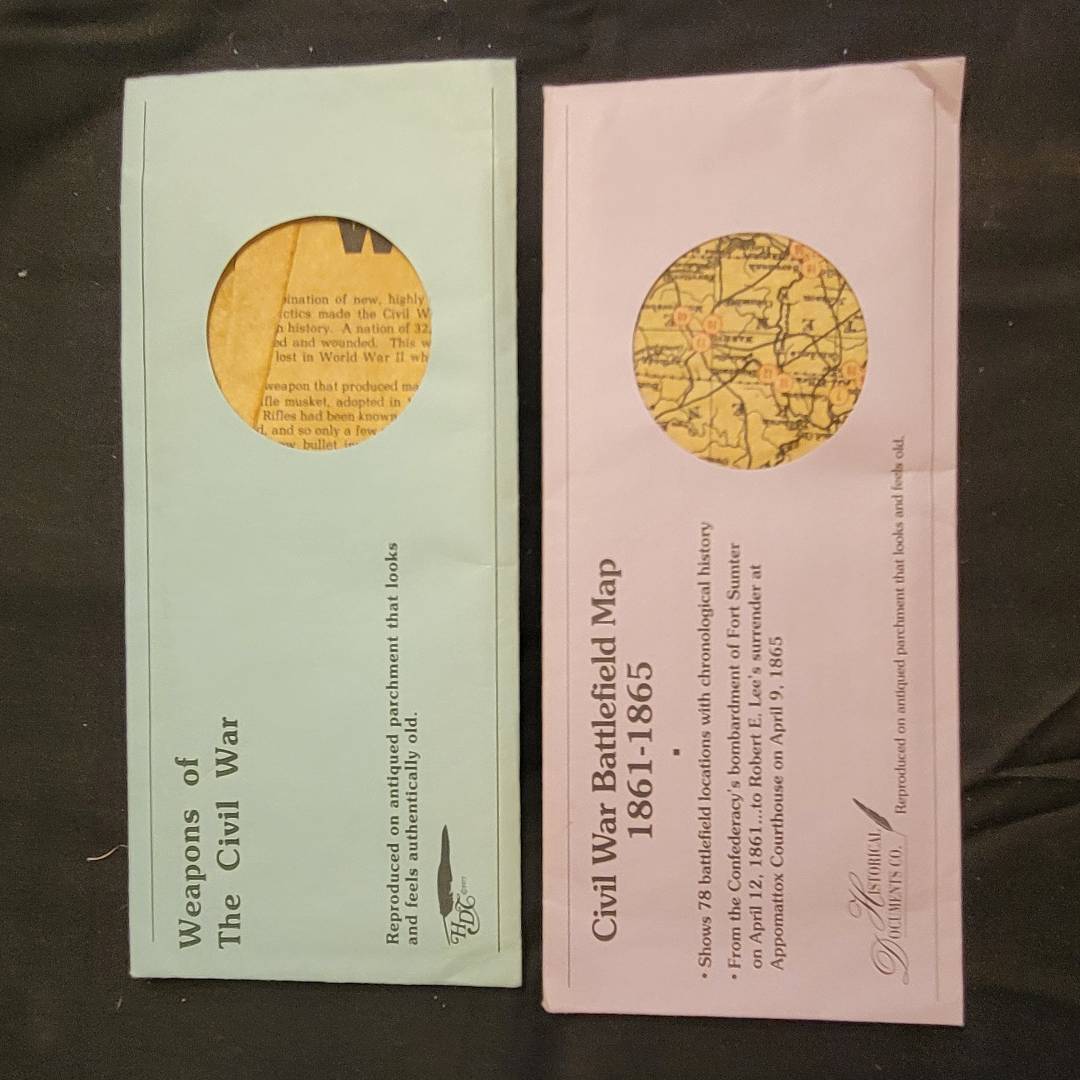 Weapons of
The Civil War
Reproduced on antiqued parchment that looks
and feels authentically old.
HDC
W
ination of new, highly
ctics made the Civil W
history. A nation of 32,
ed and wounded. This w
lost in World War II wh
weapon that produced ma
fle musket, adopted in
Rifles had been known
d, and so only a few
bullet
Civil War Battlefield Map
1861-1865
• Shows 78 battlefield locations with chronological history
• From the Confederacy's bombardment of Fort Sumter
on April 12, 1861...to Robert E. Lee's surrender at
Appomattox Courthouse on April 9, 1865
HISTORICAL
DOCUMENTS CO.
Reproduced on antiqued parchment that looks and feels old.